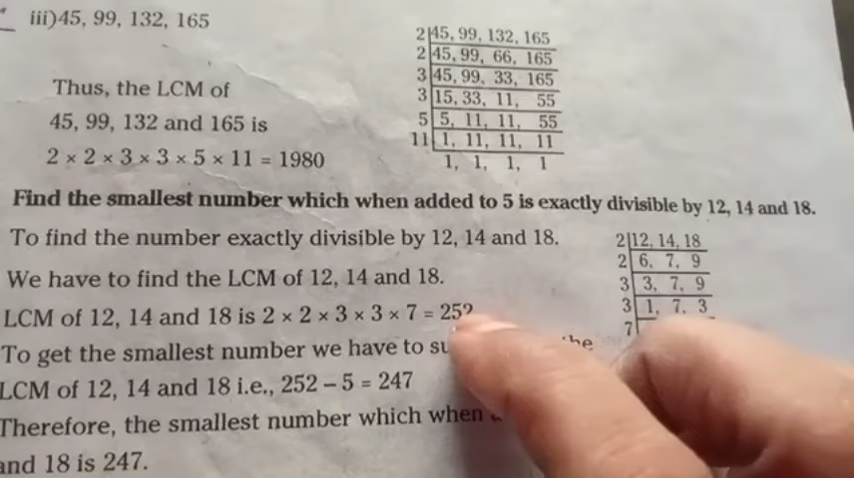 iii)45, 99, 132, 165
2 45, 99, 132, 165
2 45, 99, 66, 165
3 45, 99, 33, 165
3 15, 33, 11, 55
5 5, 11, 11, 55
11 1, 11, 11, 11
1, 1, 1, 1
Thus, the LCM of
45, 99, 132 and 165 is
2 × 2 × 3 × 3 × 5 × 11 = 1980
Find the smallest number which when added to 5 is exactly divisible by 12, 14 and 18.
To find the number exactly divisible by 12, 14 and 18.
We have to find the LCM of 12, 14 and 18.
LCM of 12, 14 and 18 is 2 × 2 × 3 × 3 × 7 = 252
2 12, 14, 18
2 6, 7, 9
3 3, 7, 9
3 1, 7, 3
7
To get the smallest number we have to
LCM of 12, 14 and 18 i.e., 252 – 5 = 247
Therefore, the smallest number which when
and 18 is 247.